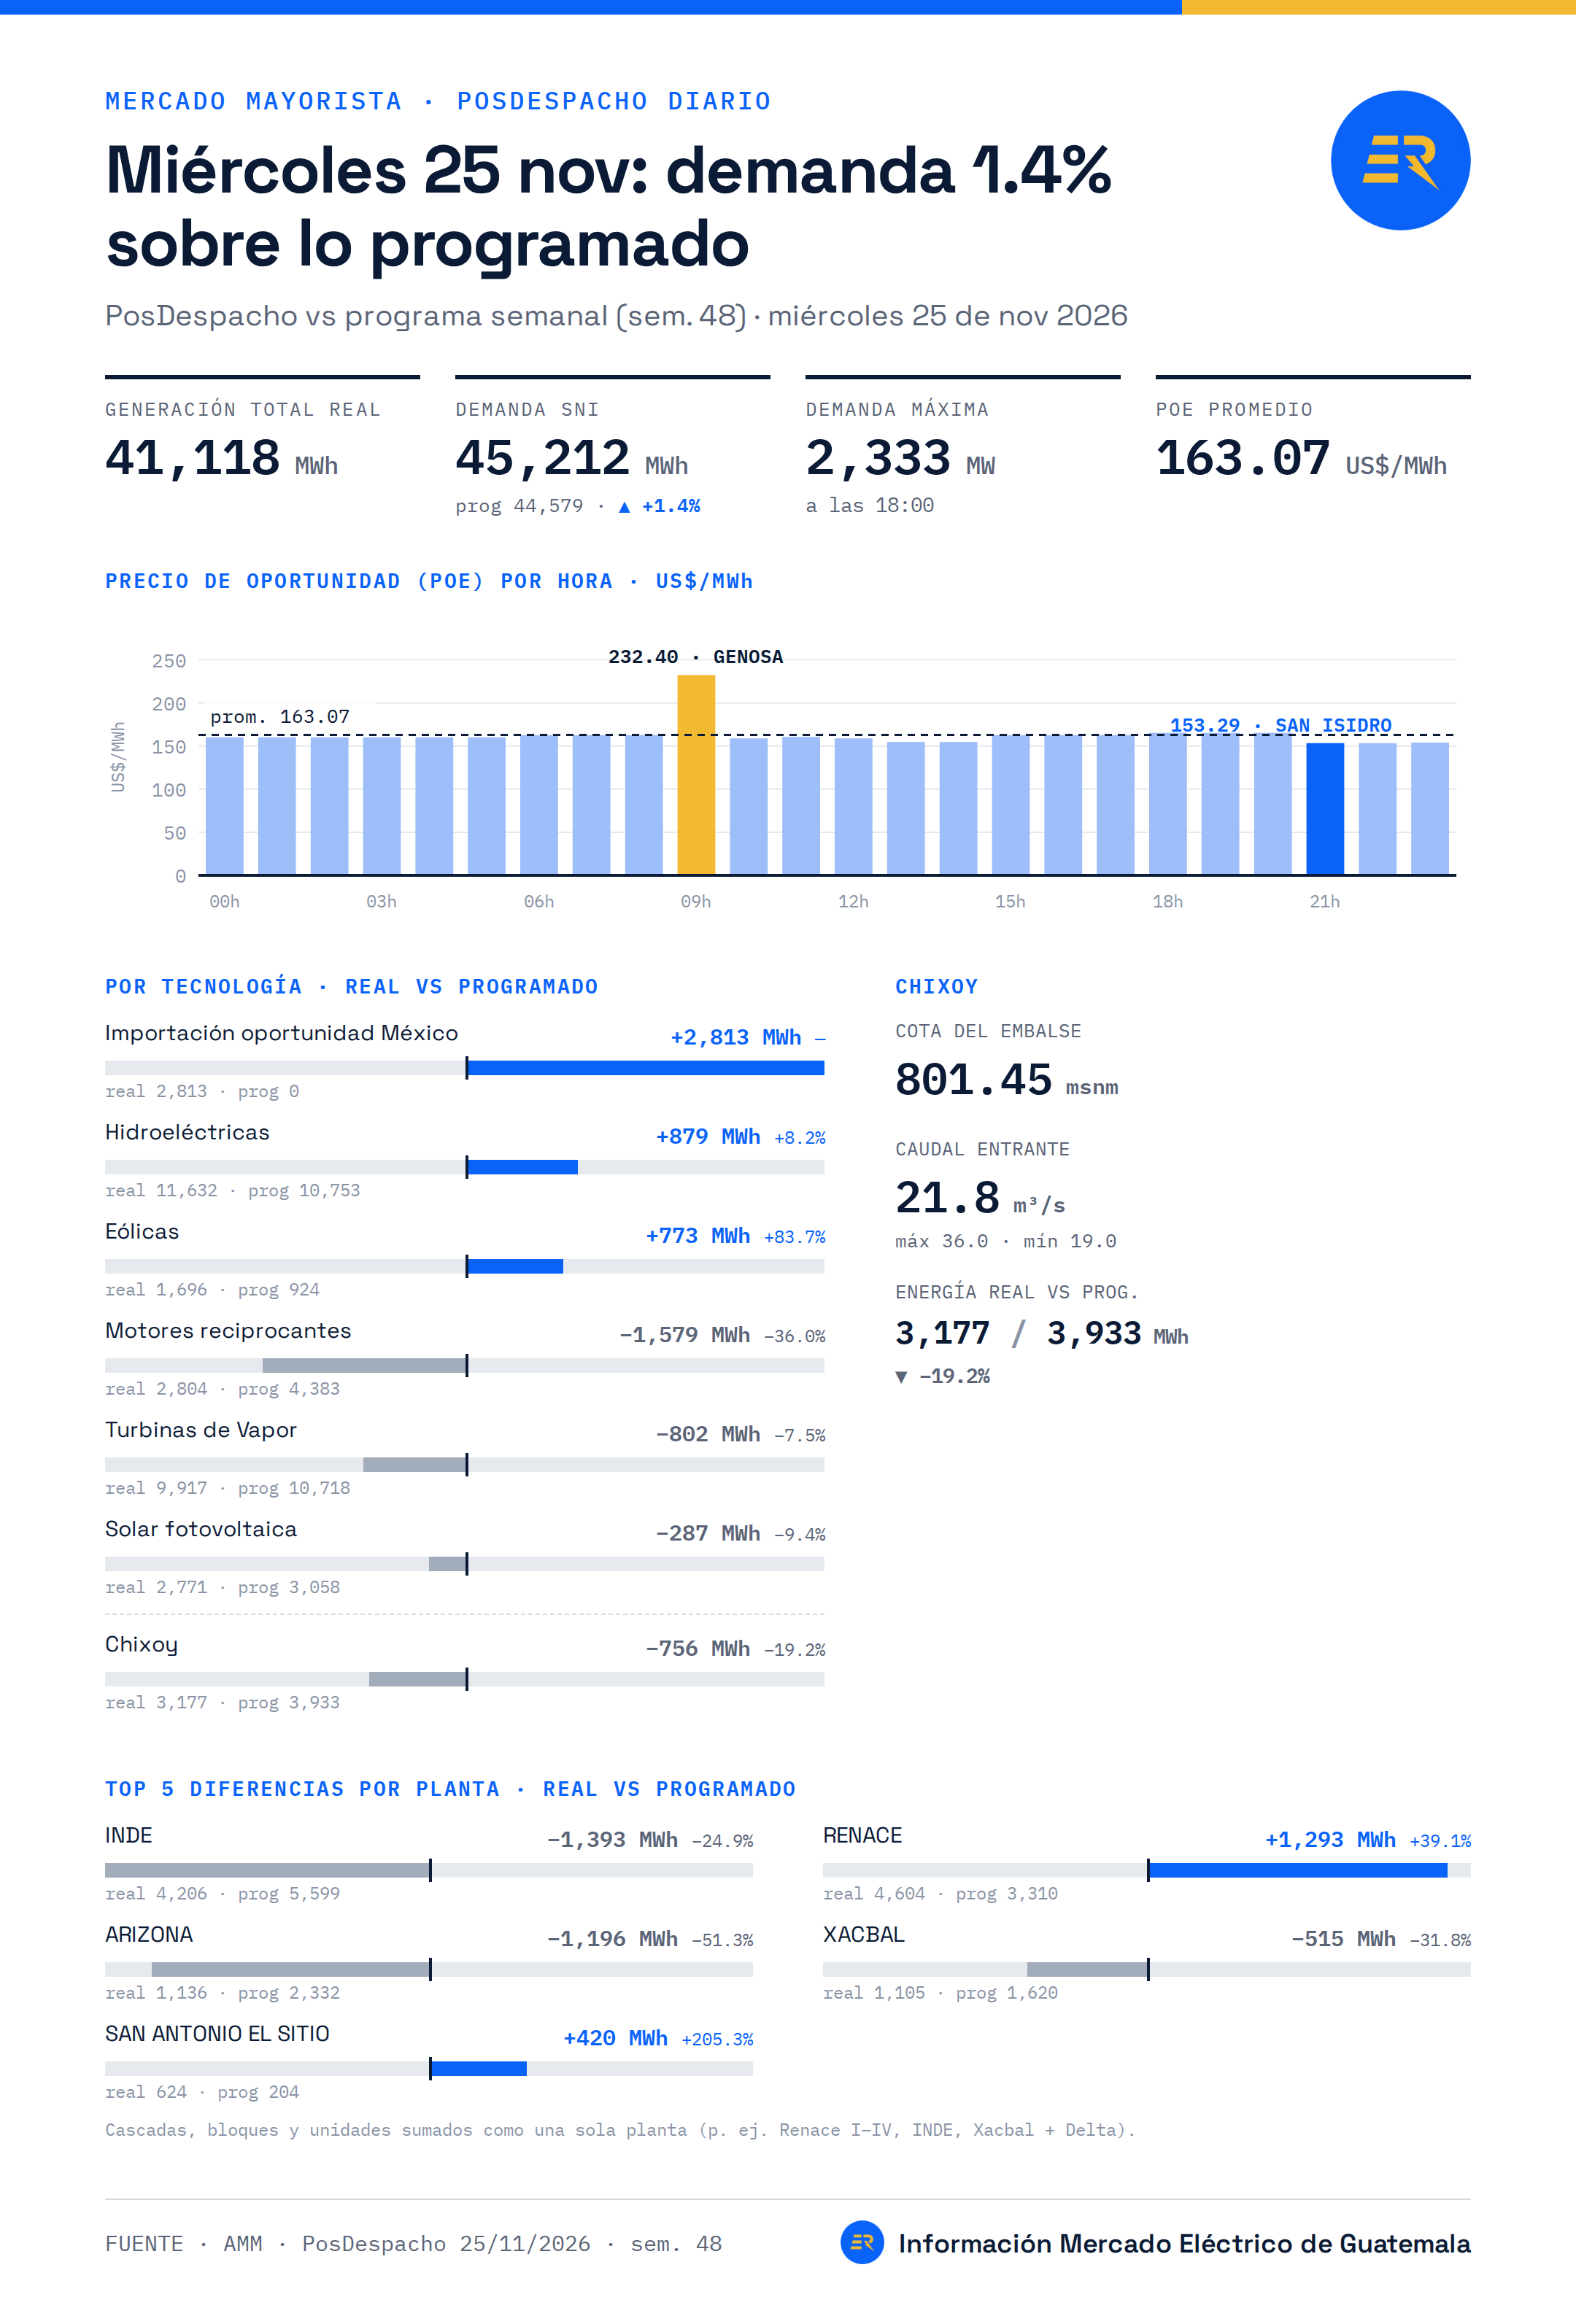 MERCADO MAYORISTA · POSDESPACHO DIARIO
Miércoles 25 nov: demanda 1.4%
sobre lo programado
PosDespacho vs programa semanal (sem. 48) · miércoles 25 de nov 2026
ER
GENERACIÓN TOTAL REAL
41,118 MWh
DEMANDA SNI
45,212 MWh
prog 44,579 · ▲ +1.4%
DEMANDA MÁXIMA
2,333 MW
a las 18:00
POE PROMEDIO
163.07 US$/MWh
PRECIO DE OPORTUNIDAD (POE) POR HORA · US$/MWh
US$/MWh
250
200
150
100
50
0
prom. 163.07
232.40 · GENOSA
153.29 · SAN ISIDRO
00h 03h 06h 09h 12h 15h 18h 21h
POR TECNOLOGÍA · REAL VS PROGRAMADO
Importación oportunidad México +2,813 MWh —
real 2,813 · prog 0
Hidroeléctricas +879 MWh +8.2%
real 11,632 · prog 10,753
Eólicas +773 MWh +83.7%
real 1,696 · prog 924
Motores reciprocantes −1,579 MWh −36.0%
real 2,804 · prog 4,383
Turbinas de Vapor −802 MWh −7.5%
real 9,917 · prog 10,718
Solar fotovoltaica −287 MWh −9.4%
real 2,771 · prog 3,058
Chixoy −756 MWh −19.2%
real 3,177 · prog 3,933
CHIXOY
COTA DEL EMBALSE
801.45 msnm
CAUDAL ENTRANTE
21.8 m³/s
máx 36.0 · mín 19.0
ENERGÍA REAL VS PROG.
3,177 / 3,933 MWh
▼ −19.2%
TOP 5 DIFERENCIAS POR PLANTA · REAL VS PROGRAMADO
INDE −1,393 MWh −24.9%
real 4,206 · prog 5,599
RENACE +1,293 MWh +39.1%
real 4,604 · prog 3,310
ARIZONA −1,196 MWh −51.3%
real 1,136 · prog 2,332
XACBAL −515 MWh −31.8%
real 1,105 · prog 1,620
SAN ANTONIO EL SITIO +420 MWh +205.3%
real 624 · prog 204
Cascadas, bloques y unidades sumados como una sola planta (p. ej. Renace I–IV, INDE, Xacbal + Delta).
FUENTE · AMM · PosDespacho 25/11/2026 · sem. 48
ER Información Mercado Eléctrico de Guatemala